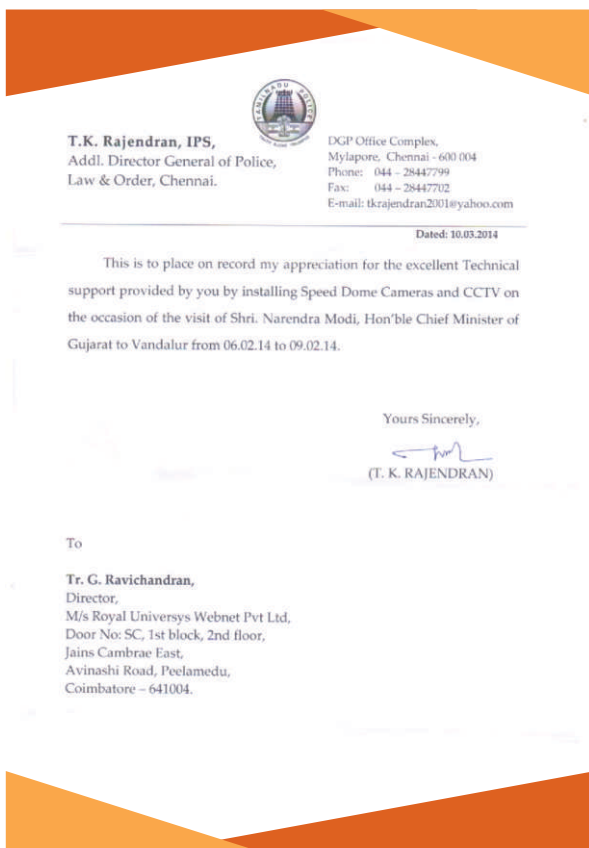 TAMILNADU POLICE
T.K. Rajendran, IPS,
Addl. Director General of Police,
Law & Order, Chennai.
DGP Office Complex,
Mylapore, Chennai - 600 004
Phone: 044 – 28447799
Fax: 044 – 28447702
E-mail: tkrajendran2001@yahoo.com
Dated: 10.03.2014
This is to place on record my appreciation for the excellent Technical
support provided by you by installing Speed Dome Cameras and CCTV on
the occasion of the visit of Shri. Narendra Modi, Hon'ble Chief Minister of
Gujarat to Vandalur from 06.02.14 to 09.02.14.
Yours Sincerely,
(T. K. RAJENDRAN)
To
Tr. G. Ravichandran,
Director,
M/s Royal Universys Webnet Pvt Ltd,
Door No: SC, 1st block, 2nd floor,
Jains Cambrae East,
Avinashi Road, Peelamedu,
Coimbatore – 641004.